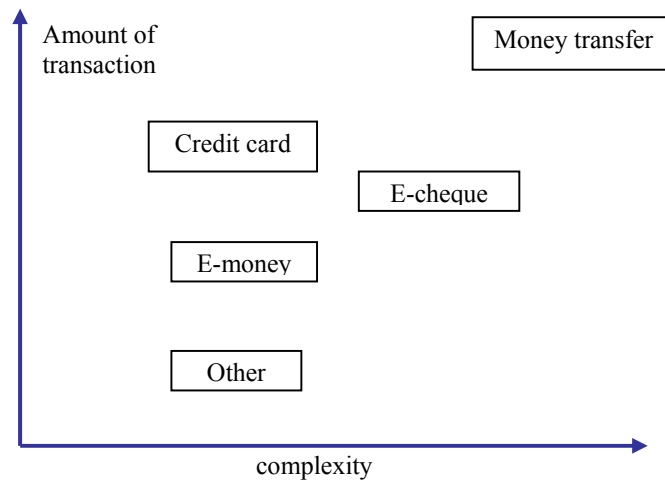 Amount of
transaction
Money transfer
Credit card
E-cheque
E-money
Other
complexity